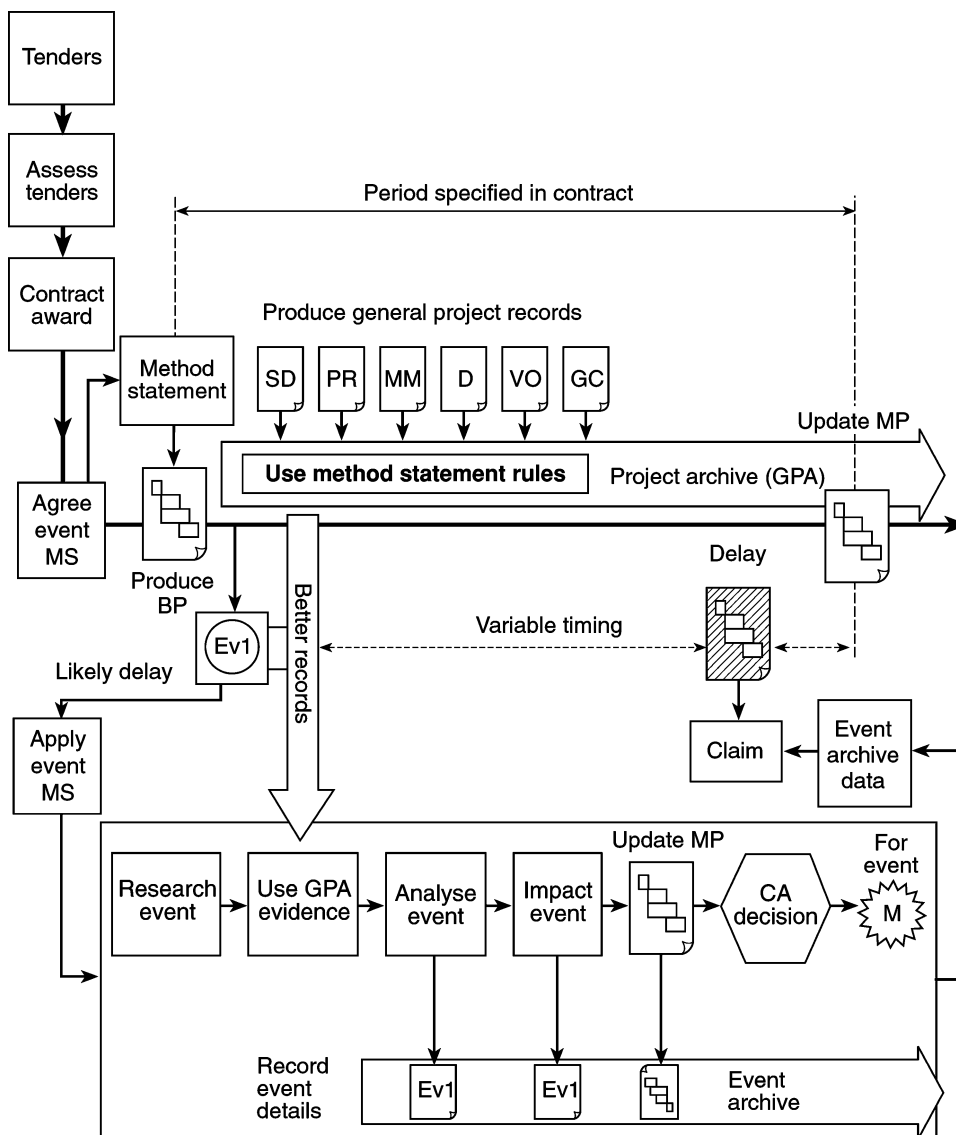 Tenders
Assess
tenders
Period specified in contract
Contract
award
Produce general project records
Method
statement
SD
PR
MM
D
VO
GC
Update MP
Use method statement rules
Project archive (GPA)
Agree
event
MS
Produce
BP
Delay
Better records
Ev1
Variable timing
Likely delay
Apply
event
MS
Claim
Event
archive
data
Update MP
For
event
Research
event
Use GPA
evidence
Analyse
event
Impact
event
CA
decision
M
Record
event
details
Ev1
Ev1
Event
archive